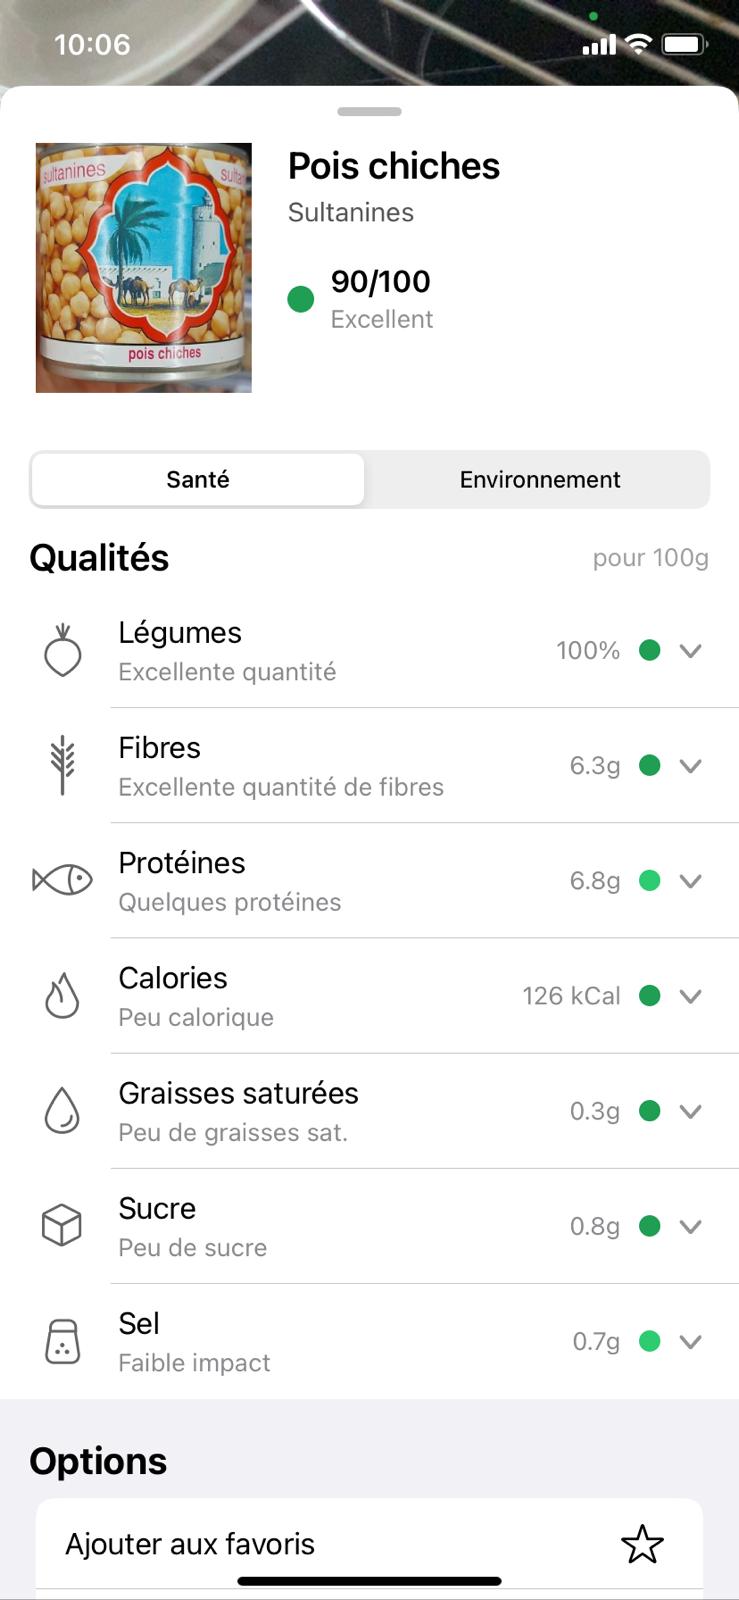 10:06
sultanines
sultan
pois chiches
Pois chiches
Sultanines
90/100
Excellent
Santé
Environnement
Qualités
pour 100g
Légumes
100%
Excellente quantité
Fibres
6.3g
Excellente quantité de fibres
Protéines
6.8g
Quelques protéines
Calories
126 kCal
Peu calorique
Graisses saturées
0.3g
Peu de graisses sat.
Sucre
0.8g
Peu de sucre
Sel
0.7g
Faible impact
Options
Ajouter aux favoris